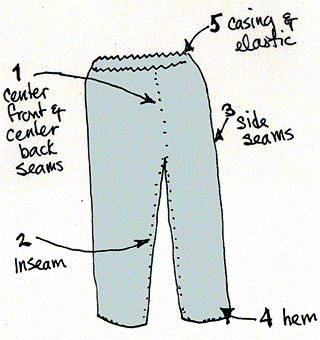 5 casing &
elastic
1
center
front &
center
back
seams
3 side
seams
2
Inseam
4 hem